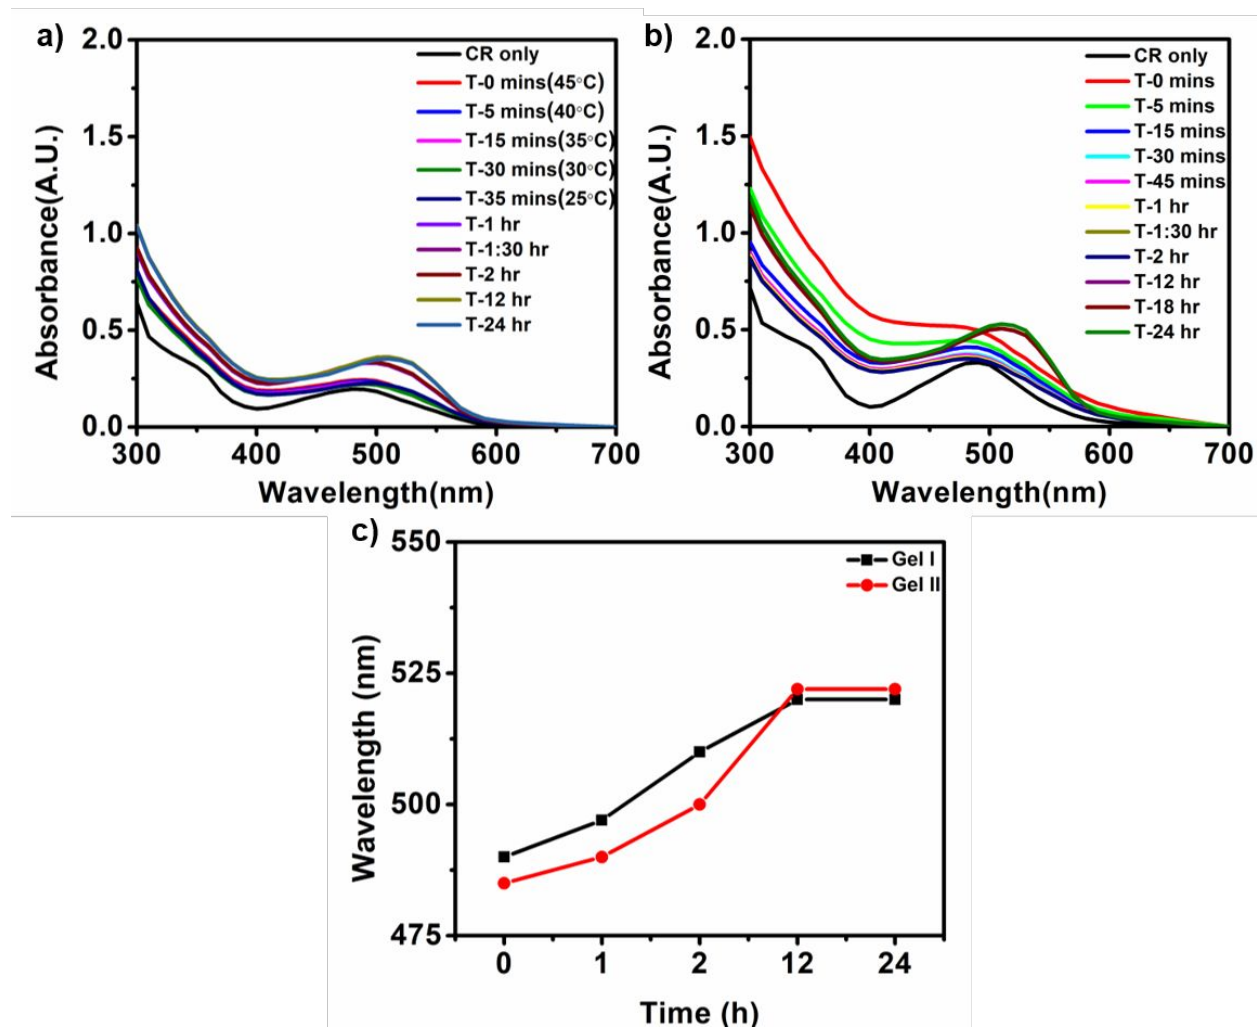 a)
2.0
1.5
1.0
0.5
0.0
Absorbance(A.U.)
300 400 500 600 700
Wavelength(nm)
CR only
T-0 mins(45°C)
T-5 mins(40°C)
T-15 mins(35°C)
T-30 mins(30°C)
T-35 mins(25°C)
T-1 hr
T-1:30 hr
T-2 hr
T-12 hr
T-24 hr
b)
2.0
1.5
1.0
0.5
0.0
Absorbance(A.U.)
300 400 500 600 700
Wavelength(nm)
CR only
T-0 mins
T-5 mins
T-15 mins
T-30 mins
T-45 mins
T-1 hr
T-1:30 hr
T-2 hr
T-12 hr
T-18 hr
T-24 hr
c)
550
525
500
475
Wavelength (nm)
0 1 2 12 24
Time (h)
Gel I
Gel II